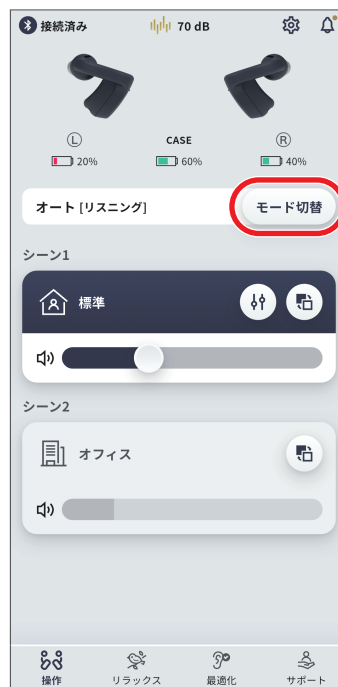 接続済み 70 dB
L CASE R
20% 60% 40%
オート [リスニング] モード切替
シーン1
標準
シーン2
オフィス
操作 リラックス 最適化 サポート